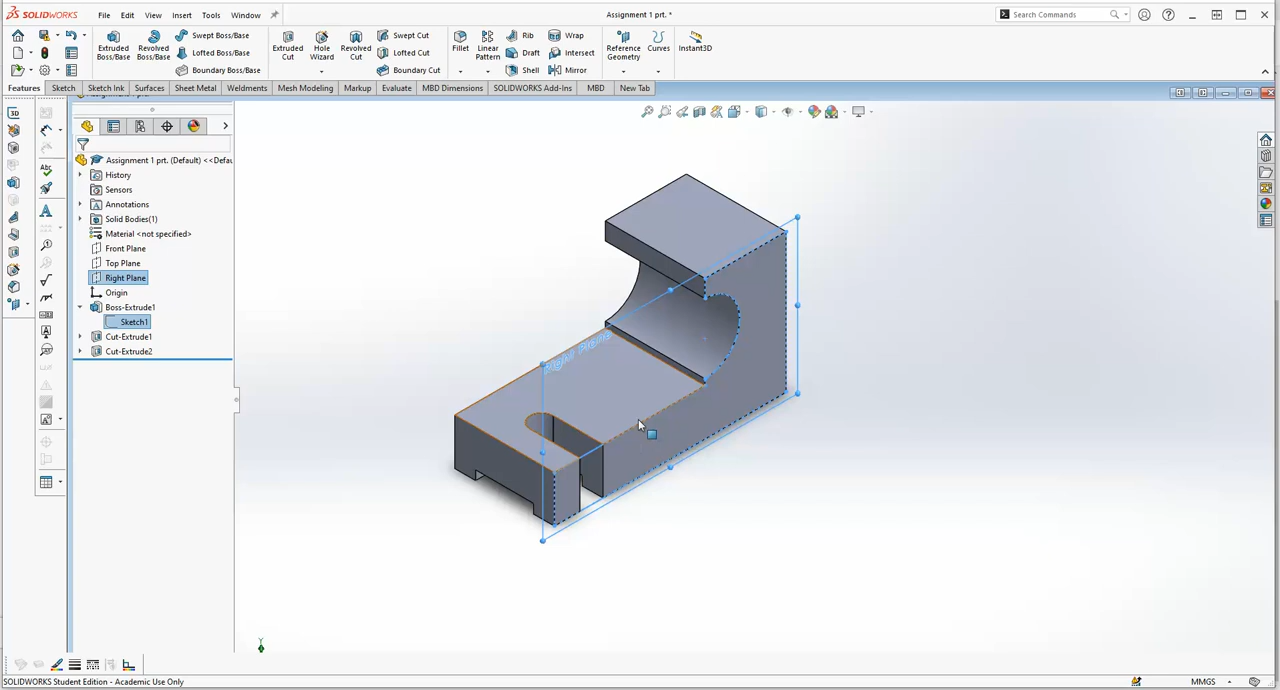 SOLIDWORKS File Edit View Insert Tools Window Assignment 1 prt. * Search Commands
Extruded Boss/Base
Revolved Boss/Base
Swept Boss/Base
Lofted Boss/Base
Boundary Boss/Base
Extruded Cut
Hole Wizard
Revolved Cut
Swept Cut
Lofted Cut
Boundary Cut
Fillet
Linear Pattern
Rib
Draft
Shell
Wrap
Intersect
Mirror
Reference Geometry
Curves
Instant3D
Features Sketch Sketch Ink Surfaces Sheet Metal Weldments Mesh Modeling Markup Evaluate MBD Dimensions SOLIDWORKS Add-Ins MBD New Tab
Assignment 1 prt. (Default) <<Defau
History
Sensors
Annotations
Solid Bodies(1)
Material <not specified>
Front Plane
Top Plane
Right Plane
Origin
Boss-Extrude1
Sketch1
Cut-Extrude1
Cut-Extrude2
Right Plane
Y
SOLIDWORKS Student Edition - Academic Use Only MMGS